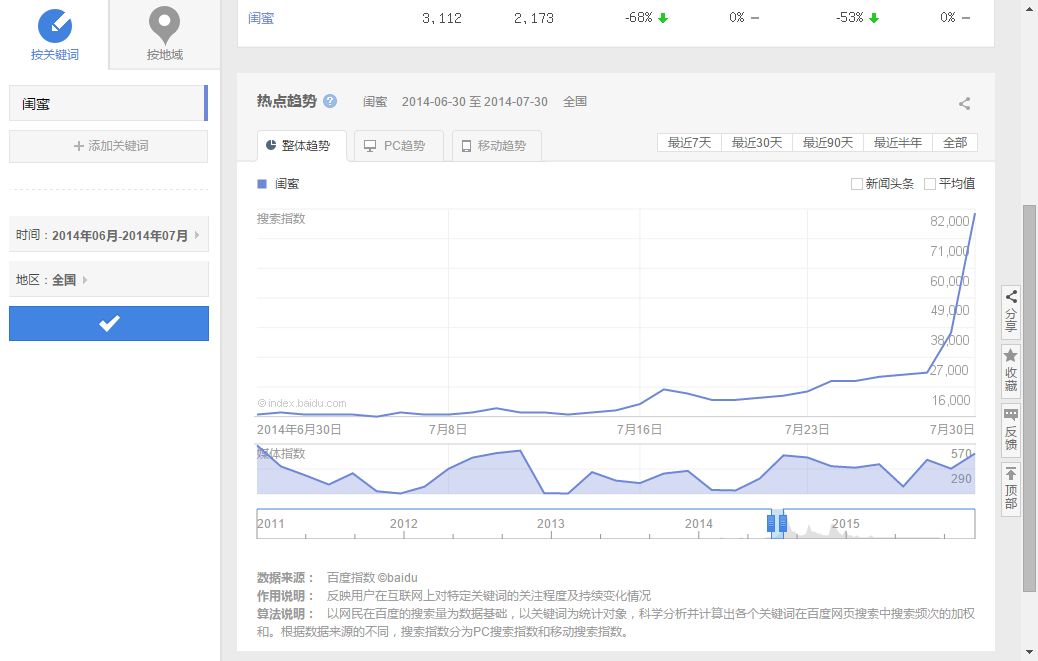 按关键词
按地域
闺蜜
添加关键词
时间：2014年06月-2014年07月
地区：全国
闺蜜 3,112 2,173 -68% 0% — -53% 0% —
热点趋势 ? 闺蜜 2014-06-30 至 2014-07-30 全国
整体趋势 PC趋势 移动趋势 最近7天 最近30天 最近90天 最近半年 全部
闺蜜 新闻头条 平均值
搜索指数
82,000
71,000
60,000
49,000
38,000
27,000
16,000
©index.baidu.com
2014年6月30日 7月8日 7月16日 7月23日 7月30日
媒体指数 570
290
2011 2012 2013 2014 2015
数据来源： 百度指数 ©baidu
作用说明： 反映用户在互联网上对特定关键词的关注程度及持续变化情况
算法说明： 以网民在百度的搜索量为数据基础，以关键词为统计对象，科学分析并计算出各个关键词在百度网页搜索中搜索频次的加权
和。根据数据来源的不同，搜索指数分为PC搜索指数和移动搜索指数。
分享
收藏
反馈
顶部